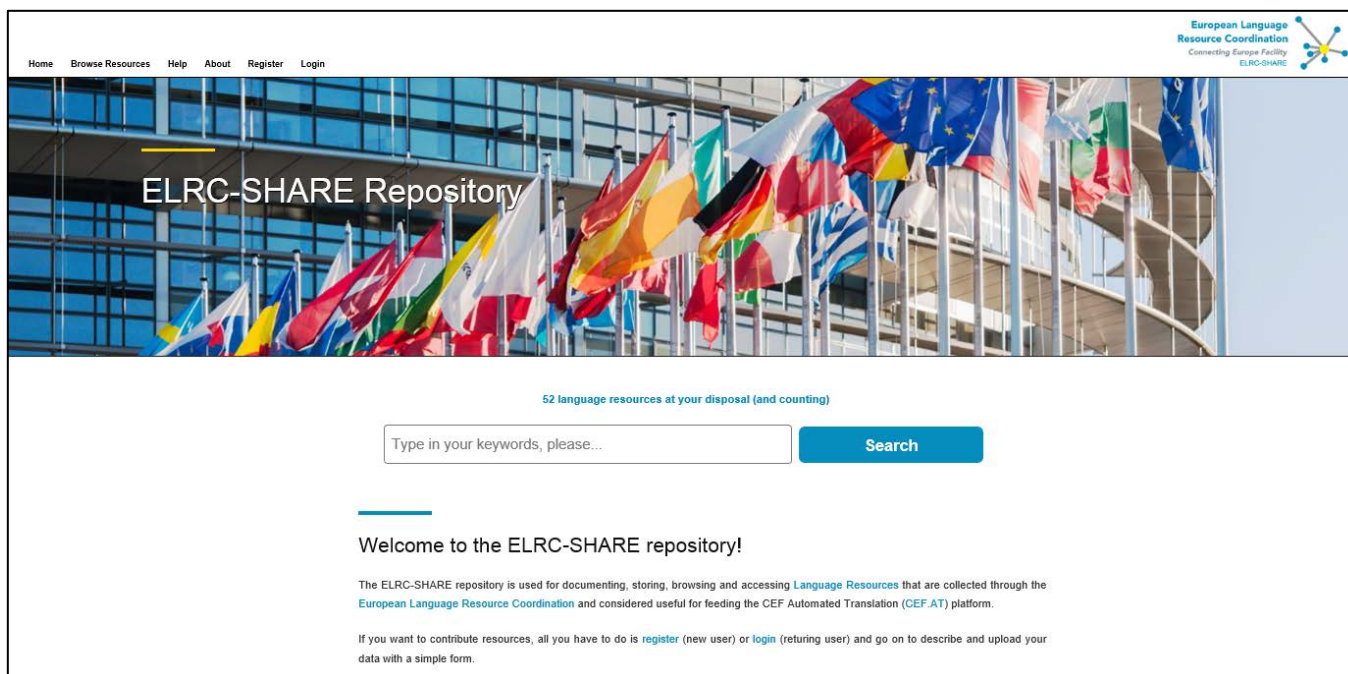 European Language
Resource Coordination
Connecting Europe Facility
ELRC-SHARE
Home Browse Resources Help About Register Login
ELRC-SHARE Repository
52 language resources at your disposal (and counting)
Type in your keywords, please...
Search
Welcome to the ELRC-SHARE repository!
The ELRC-SHARE repository is used for documenting, storing, browsing and accessing Language Resources that are collected through the
European Language Resource Coordination and considered useful for feeding the CEF Automated Translation (CEF.AT) platform.
If you want to contribute resources, all you have to do is register (new user) or login (returing user) and go on to describe and upload your
data with a simple form.